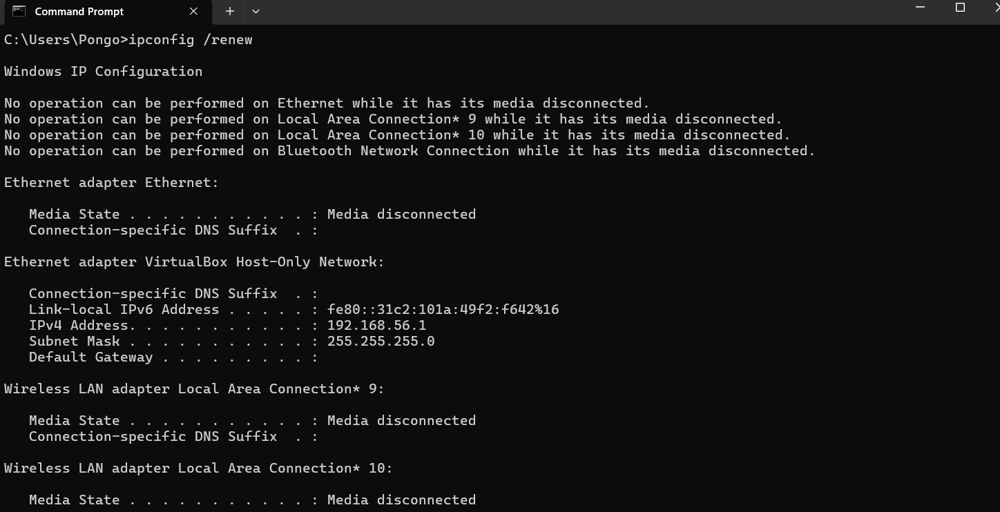 Command Prompt
C:\Users\Pongo>ipconfig /renew
Windows IP Configuration
No operation can be performed on Ethernet while it has its media disconnected.
No operation can be performed on Local Area Connection* 9 while it has its media disconnected.
No operation can be performed on Local Area Connection* 10 while it has its media disconnected.
No operation can be performed on Bluetooth Network Connection while it has its media disconnected.
Ethernet adapter Ethernet:
Media State . . . . . . . . . . . : Media disconnected
Connection-specific DNS Suffix  . :
Ethernet adapter VirtualBox Host-Only Network:
Connection-specific DNS Suffix  . :
Link-local IPv6 Address . . . . . : fe80::31c2:101a:49f2:f642%16
IPv4 Address. . . . . . . . . . . : 192.168.56.1
Subnet Mask . . . . . . . . . . . : 255.255.255.0
Default Gateway . . . . . . . . . :
Wireless LAN adapter Local Area Connection* 9:
Media State . . . . . . . . . . . : Media disconnected
Connection-specific DNS Suffix  . :
Wireless LAN adapter Local Area Connection* 10:
Media State . . . . . . . . . . . : Media disconnected